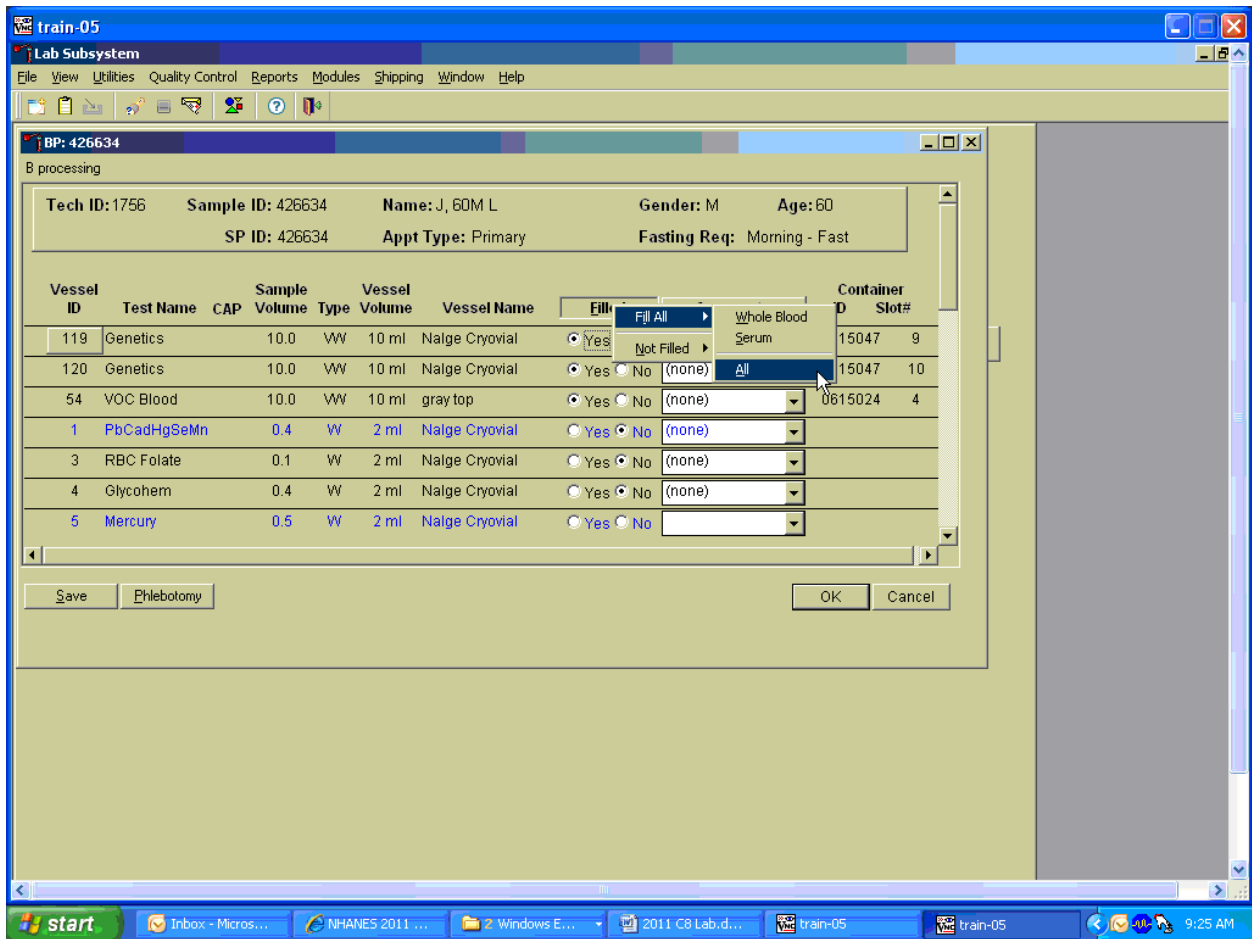 train-05
Lab Subsystem
File View Utilities Quality Control Reports Modules Shipping Window Help
BP: 426634
B processing
Tech ID: 1756 Sample ID: 426634 Name: J, 60M L Gender: M Age: 60
SP ID: 426634 Appt Type: Primary Fasting Req: Morning - Fast
Vessel Sample Vessel Container
ID Test Name CAP Volume Type Volume Vessel Name Slot#
Fill All Whole Blood
Not Filled Serum
All
119 Genetics 10.0 VW 10 ml Nalge Cryovial Yes 15047 9
120 Genetics 10.0 VW 10 ml Nalge Cryovial Yes No (none) 15047 10
54 VOC Blood 10.0 VW 10 ml gray top Yes No (none) 0615024 4
1 PbCadHgSeMn 0.4 W 2 ml Nalge Cryovial Yes No (none)
3 RBC Folate 0.1 W 2 ml Nalge Cryovial Yes No (none)
4 Glycohem 0.4 W 2 ml Nalge Cryovial Yes No (none)
5 Mercury 0.5 W 2 ml Nalge Cryovial Yes No
Save Phlebotomy OK Cancel
start Inbox - Micros... NHANES 2011 ... 2 Windows E... 2011 C8 Lab.d... train-05 train-05 9:25 AM